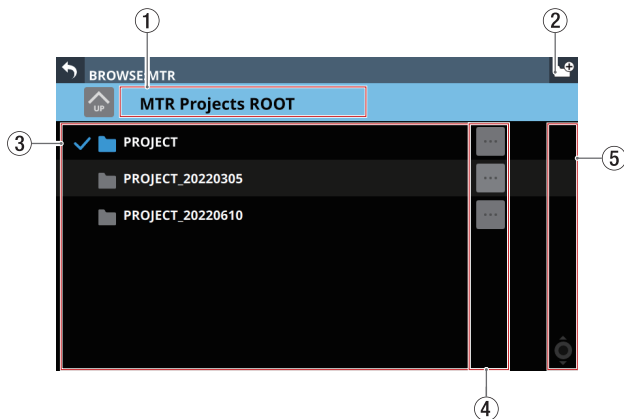 ① ②
BROWSE MTR
UP MTR Projects ROOT
③ PROJECT ... ⑤
PROJECT_20220305 ...
PROJECT_20220610 ...
④